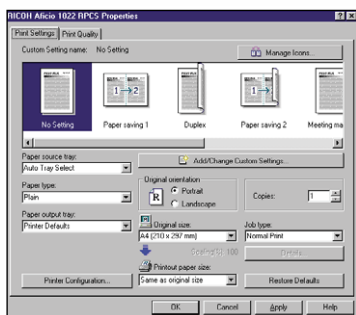 RICOH Aficio 1022 RPCS Properties
Print Settings Print Quality
Custom Setting name: No Setting
Manage Icons...
1 2
1 2
No Setting
Paper saving 1
Duplex
Paper saving 2
Meeting ma
Paper source tray:
Auto Tray Select
Add/Change Custom Settings...
Paper type:
Plain
Original orientation
R
Portrait
Landscape
Copies:
1
Paper output tray:
Printer Defaults
Original size:
A4 (210 x 297 mm)
Job type:
Normal Print
100
Details...
Printout paper size:
Same as original size
Printer Configuration...
Restore Defaults
OK Cancel Apply Help